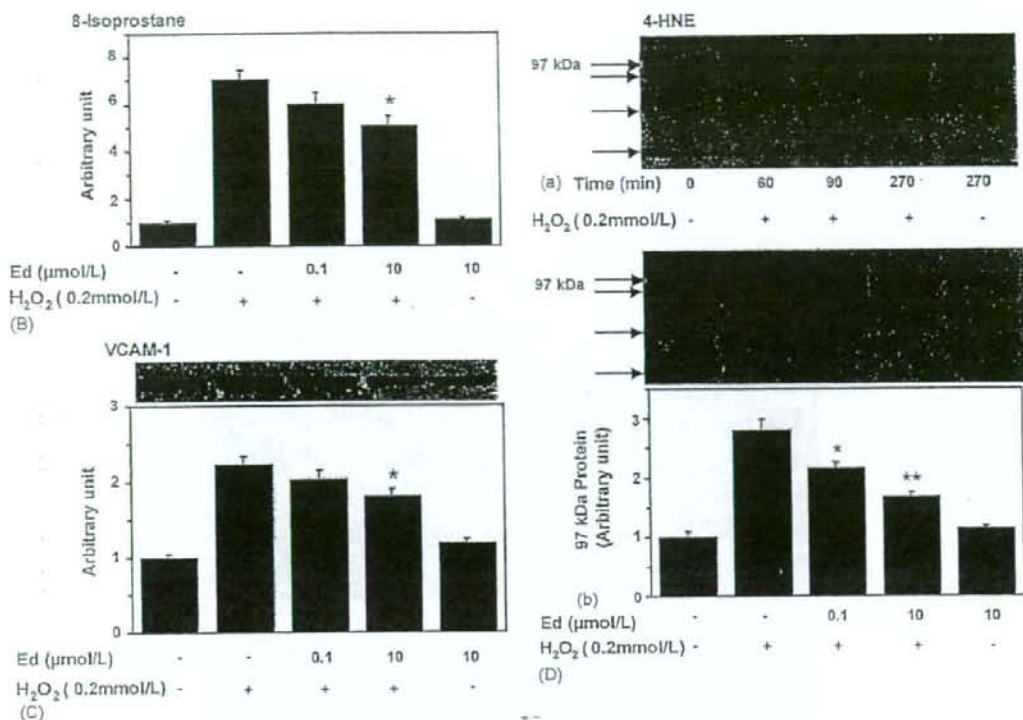 8-Isoprostane
Arbitrary unit
8
6
4
2
0
*
Ed (µmol/L) - - 0.1 10 10
H₂O₂ ( 0.2mmol/L) - + + + -
(B)
VCAM-1
Arbitrary unit
3
2
1
0
*
Ed (µmol/L) - - 0.1 10 10
H₂O₂ ( 0.2mmol/L) - + + + -
(C)
4-HNE
97 kDa
(a) Time (min) 0 60 90 270 270
H₂O₂ (0.2mmol/L) - + + + -
97 kDa
97 kDa Protein
(Arbitrary unit)
3
2
1
0
*
**
(b)
Ed (µmol/L) - - 0.1 10 10
H₂O₂ ( 0.2mmol/L) - + + + -
(D)